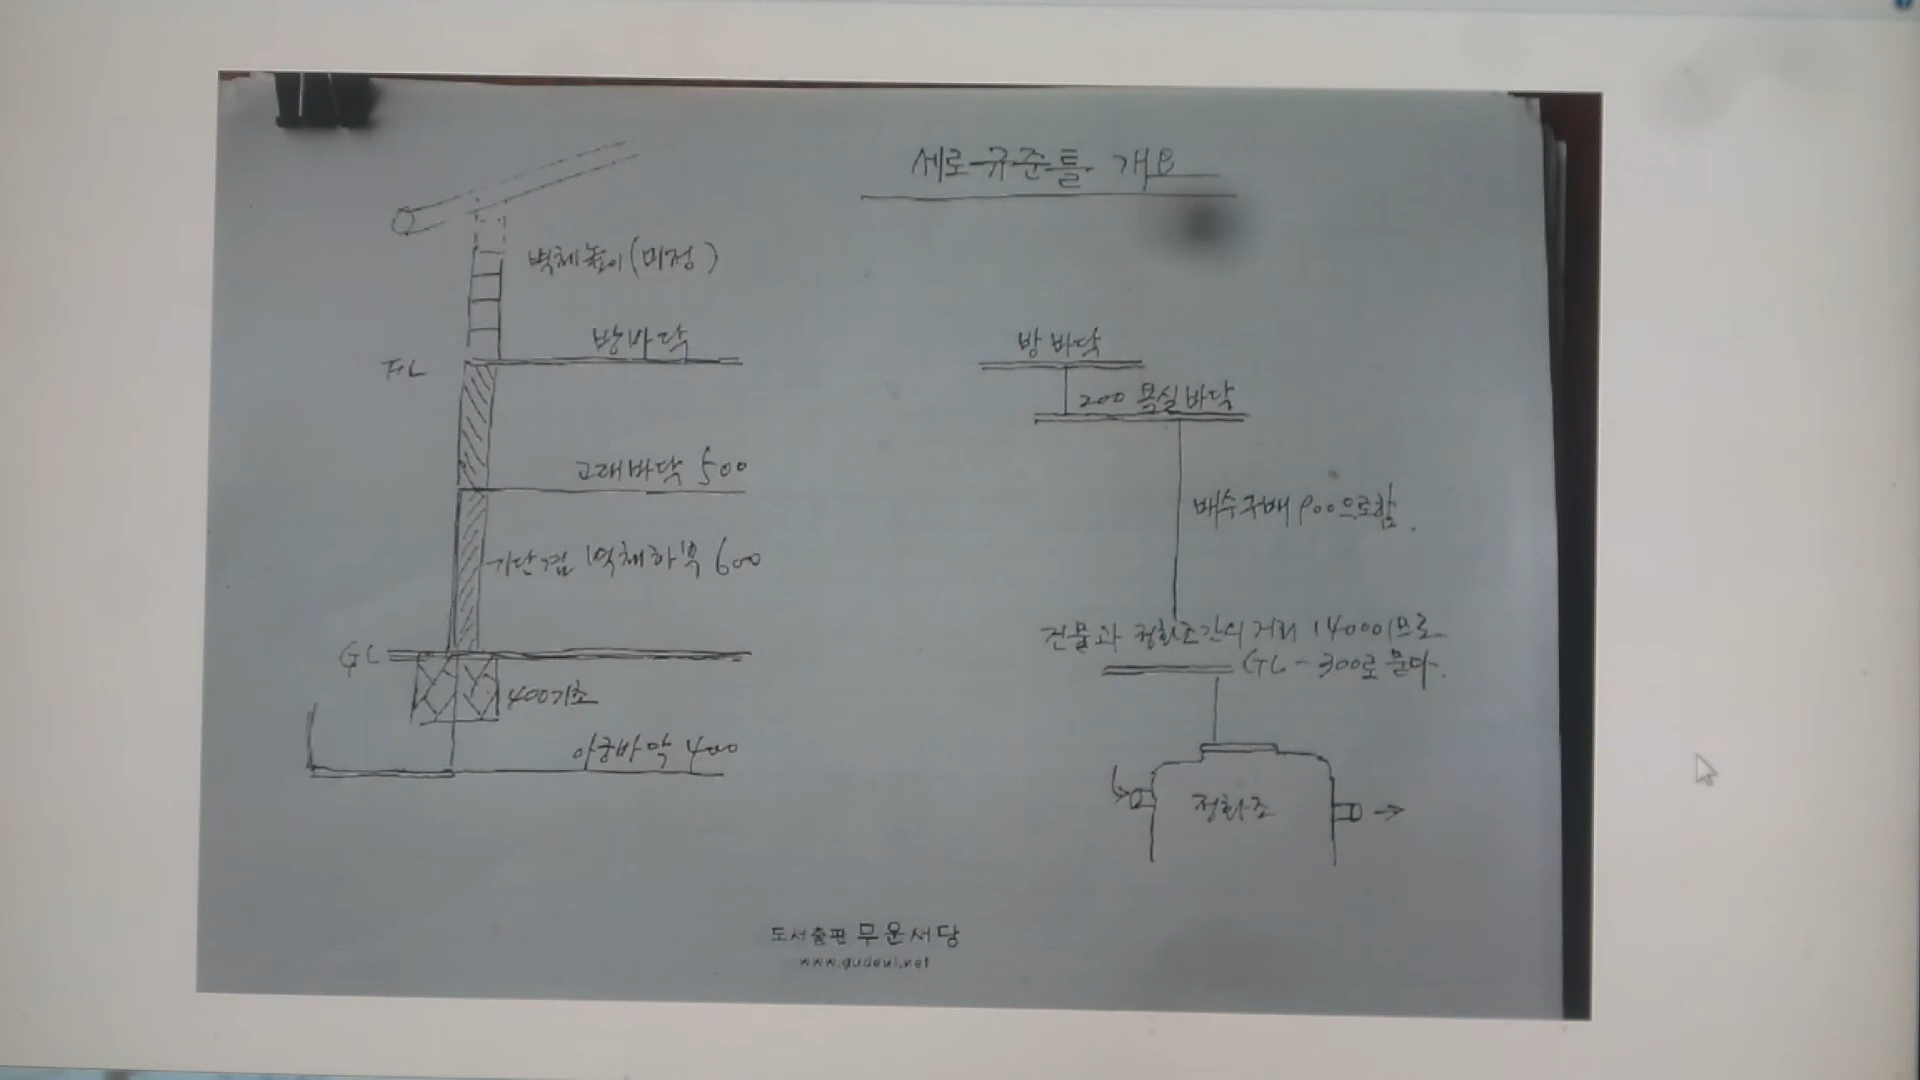 세로규준틀 개요
벽체높이(미정)
방바닥
FL
고래바닥 500
기단겸 벽체하부 600
GL
400기초
아궁바닥 400
방바닥
200 욕실바닥
배수구배 900으로함.
건물과 정화조간의 거리 14000이므로
GL - 300로 묻다.
정화조
도서출판 무운서당
www.gudeul.net